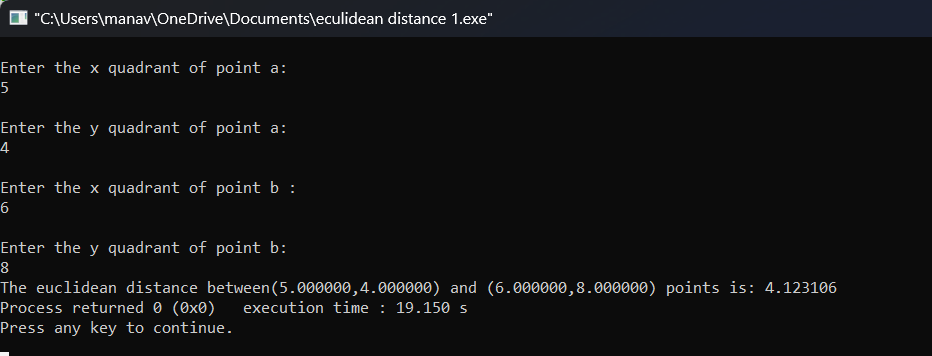 "C:\Users\manav\OneDrive\Documents\eculidean distance 1.exe"
Enter the x quadrant of point a:
5
Enter the y quadrant of point a:
4
Enter the x quadrant of point b :
6
Enter the y quadrant of point b:
8
The euclidean distance between(5.000000,4.000000) and (6.000000,8.000000) points is: 4.123106
Process returned 0 (0x0)   execution time : 19.150 s
Press any key to continue.